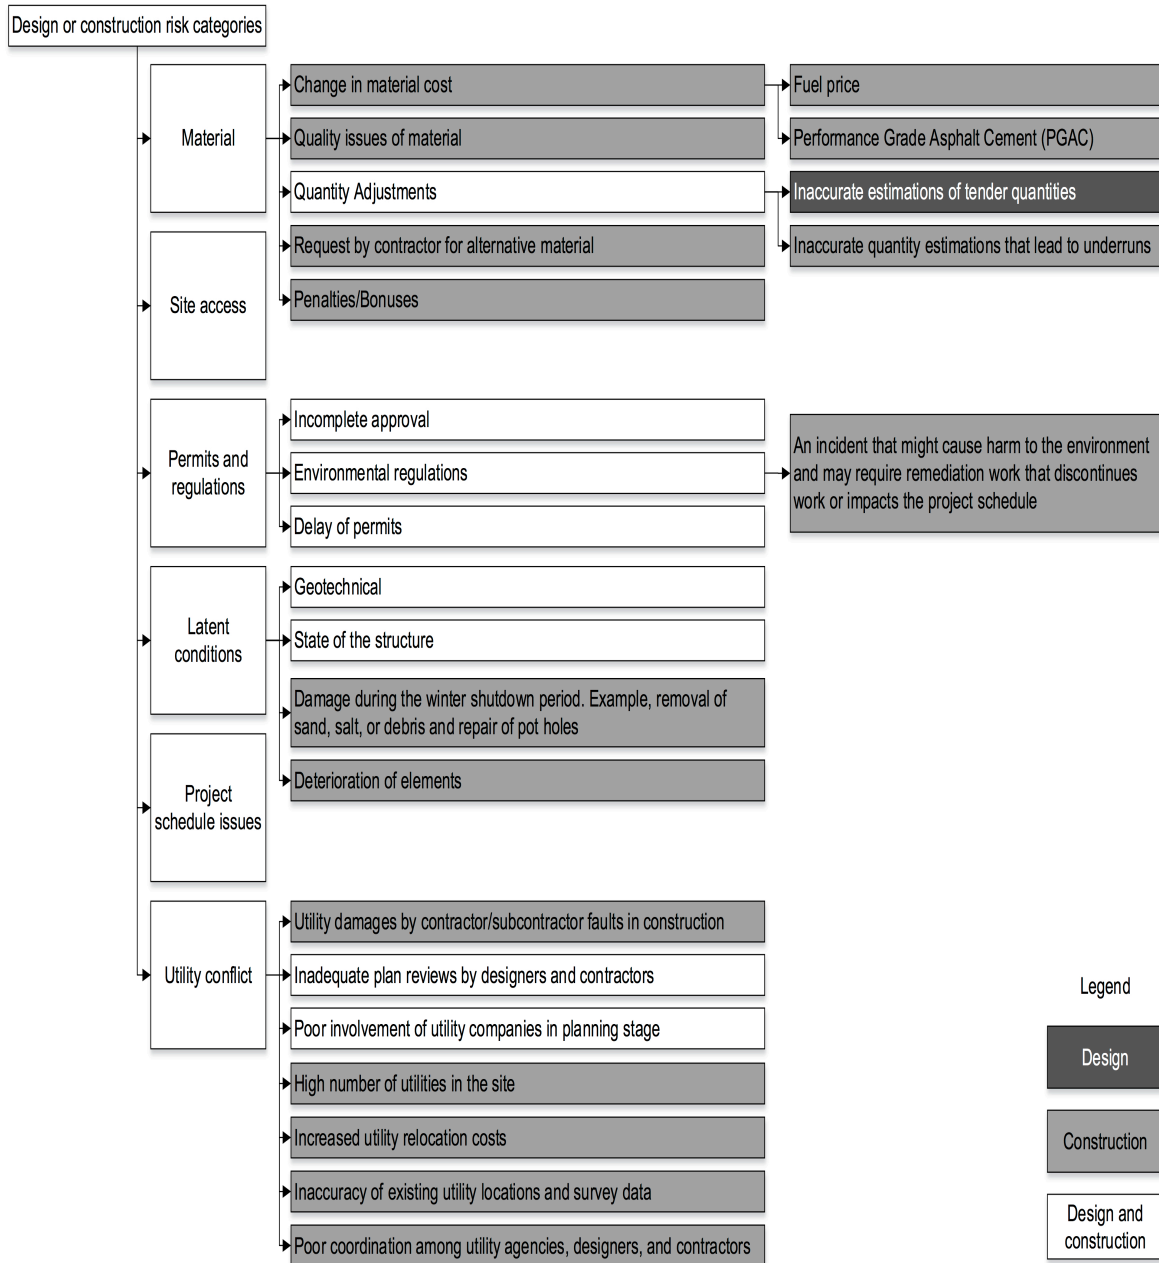 Design or construction risk categories
Material
Change in material cost
Fuel price
Quality issues of material
Performance Grade Asphalt Cement (PGAC)
Quantity Adjustments
Inaccurate estimations of tender quantities
Request by contractor for alternative material
Inaccurate quantity estimations that lead to underruns
Penalties/Bonuses
Site access
Permits and
regulations
Incomplete approval
Environmental regulations
Delay of permits
An incident that might cause harm to the environment
and may require remediation work that discontinues
work or impacts the project schedule
Latent
conditions
Geotechnical
State of the structure
Damage during the winter shutdown period. Example, removal of
sand, salt, or debris and repair of pot holes
Deterioration of elements
Project
schedule issues
Utility conflict
Utility damages by contractor/subcontractor faults in construction
Inadequate plan reviews by designers and contractors
Poor involvement of utility companies in planning stage
High number of utilities in the site
Increased utility relocation costs
Inaccuracy of existing utility locations and survey data
Poor coordination among utility agencies, designers, and contractors
Legend
Design
Construction
Design and
construction